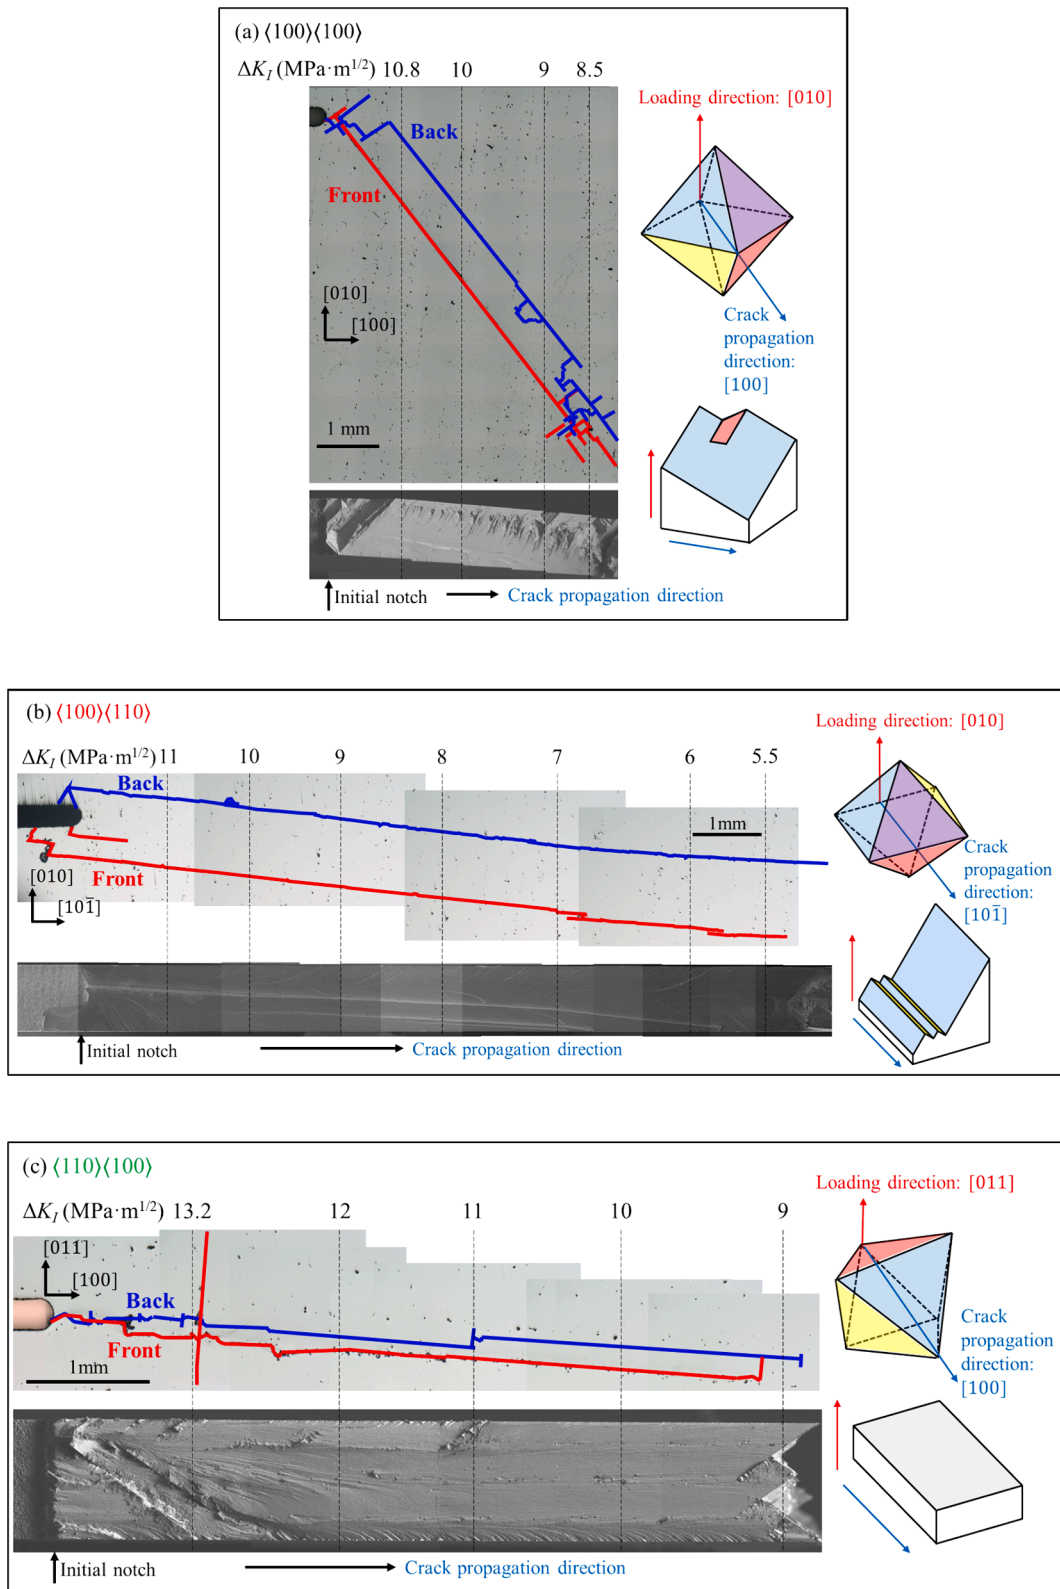 (a) ⟨100⟩⟨100⟩
ΔK_I (MPa·m^1/2) 10.8 10 9 8.5
Loading direction: [010]
Back
Front
[010]
[100]
Crack
propagation
direction:
[100]
1 mm
Initial notch
Crack propagation direction
(b) ⟨100⟩⟨110⟩
Loading direction: [010]
ΔK_I (MPa·m^1/2) 11 10 9 8 7 6 5.5
Back
1mm
Front
[010]
[101̄]
Crack
propagation
direction:
[101̄]
Initial notch
Crack propagation direction
(c) ⟨110⟩⟨100⟩
Loading direction: [011]
ΔK_I (MPa·m^1/2) 13.2 12 11 10 9
[011]
[100]
Back
Front
1mm
Crack
propagation
direction:
[100]
Initial notch
Crack propagation direction